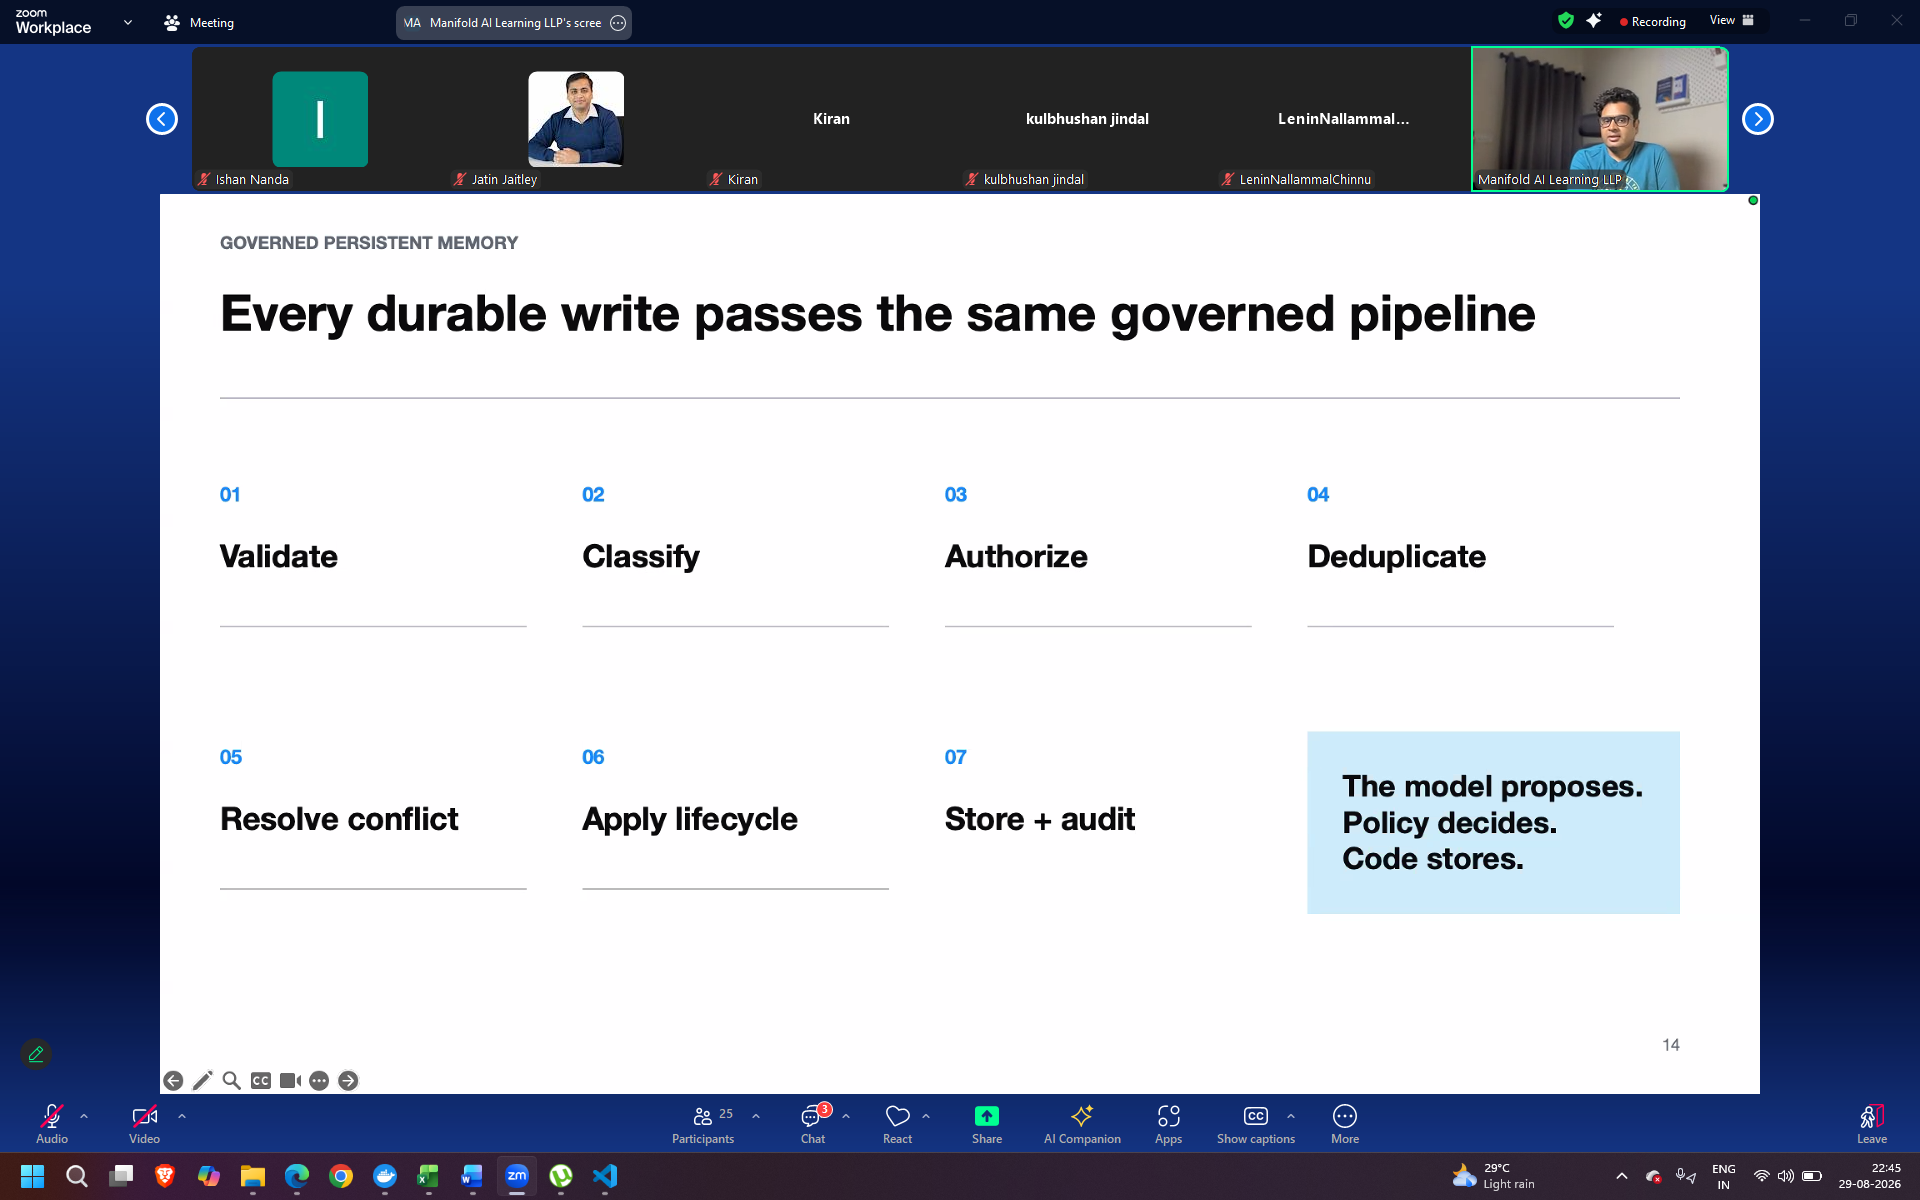 zoom
Workplace
Meeting
MA Manifold AI Learning LLP's scree
Recording
View
I
Kiran
kulbhushan jindal
LeninNallammal...
Ishan Nanda
Jatin Jaitley
Kiran
kulbhushan jindal
LeninNallammalChinnu
Manifold AI Learning LLP
GOVERNED PERSISTENT MEMORY
Every durable write passes the same governed pipeline
01
Validate
02
Classify
03
Authorize
04
Deduplicate
05
Resolve conflict
06
Apply lifecycle
07
Store + audit
The model proposes.
Policy decides.
Code stores.
14
CC
Audio
Video
25
Participants
3
Chat
React
Share
AI Companion
Apps
CC
Show captions
More
Leave
zm
29°C
Light rain
ENG
IN
22:45
29-08-2026